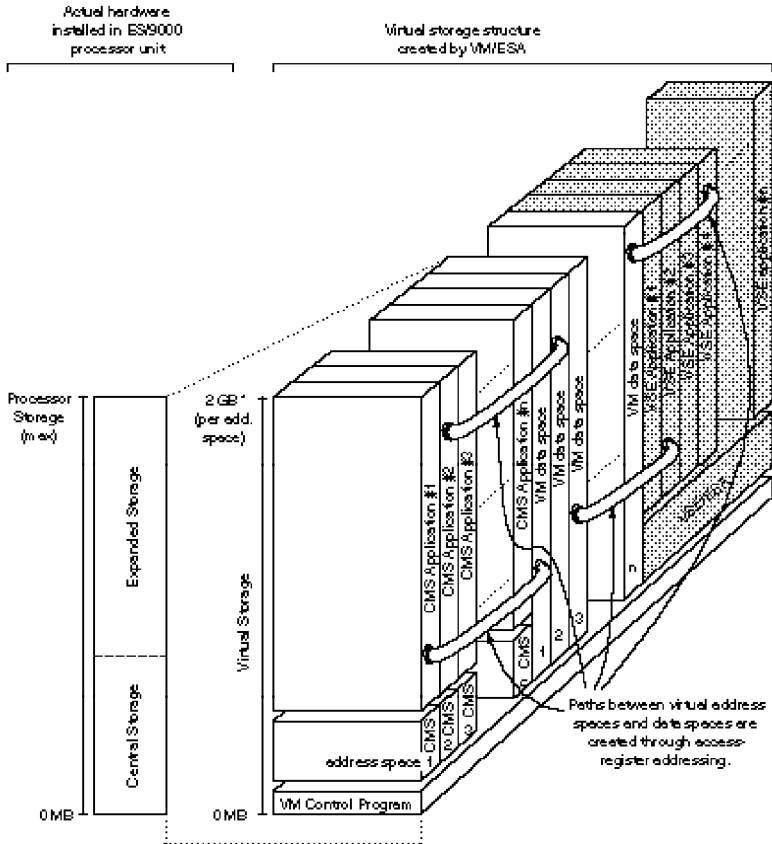 Actual hardware
installed in ES/9000
processor unit
Virtual storage structure
created by VM/ESA
Processor
Storage
(max)
Expanded Storage
Central Storage
0 MB
2 GB*
(per add.
space)
Virtual Storage
0 MB
CMS Application #1
CMS Application #2
CMS Application #3
CMS Application #n
VM data space
VM data space
VM data space
VM data space
VSE Application #1
VSE Application #2
VSE Application #3
VSE Application #4
VSE application #n
CMS
CMS
CMS
CMS
address space 1
2
3
n
1
2
3
n
VM Control Program
Paths between virtual address
spaces and data spaces are
created through access-
register addressing.